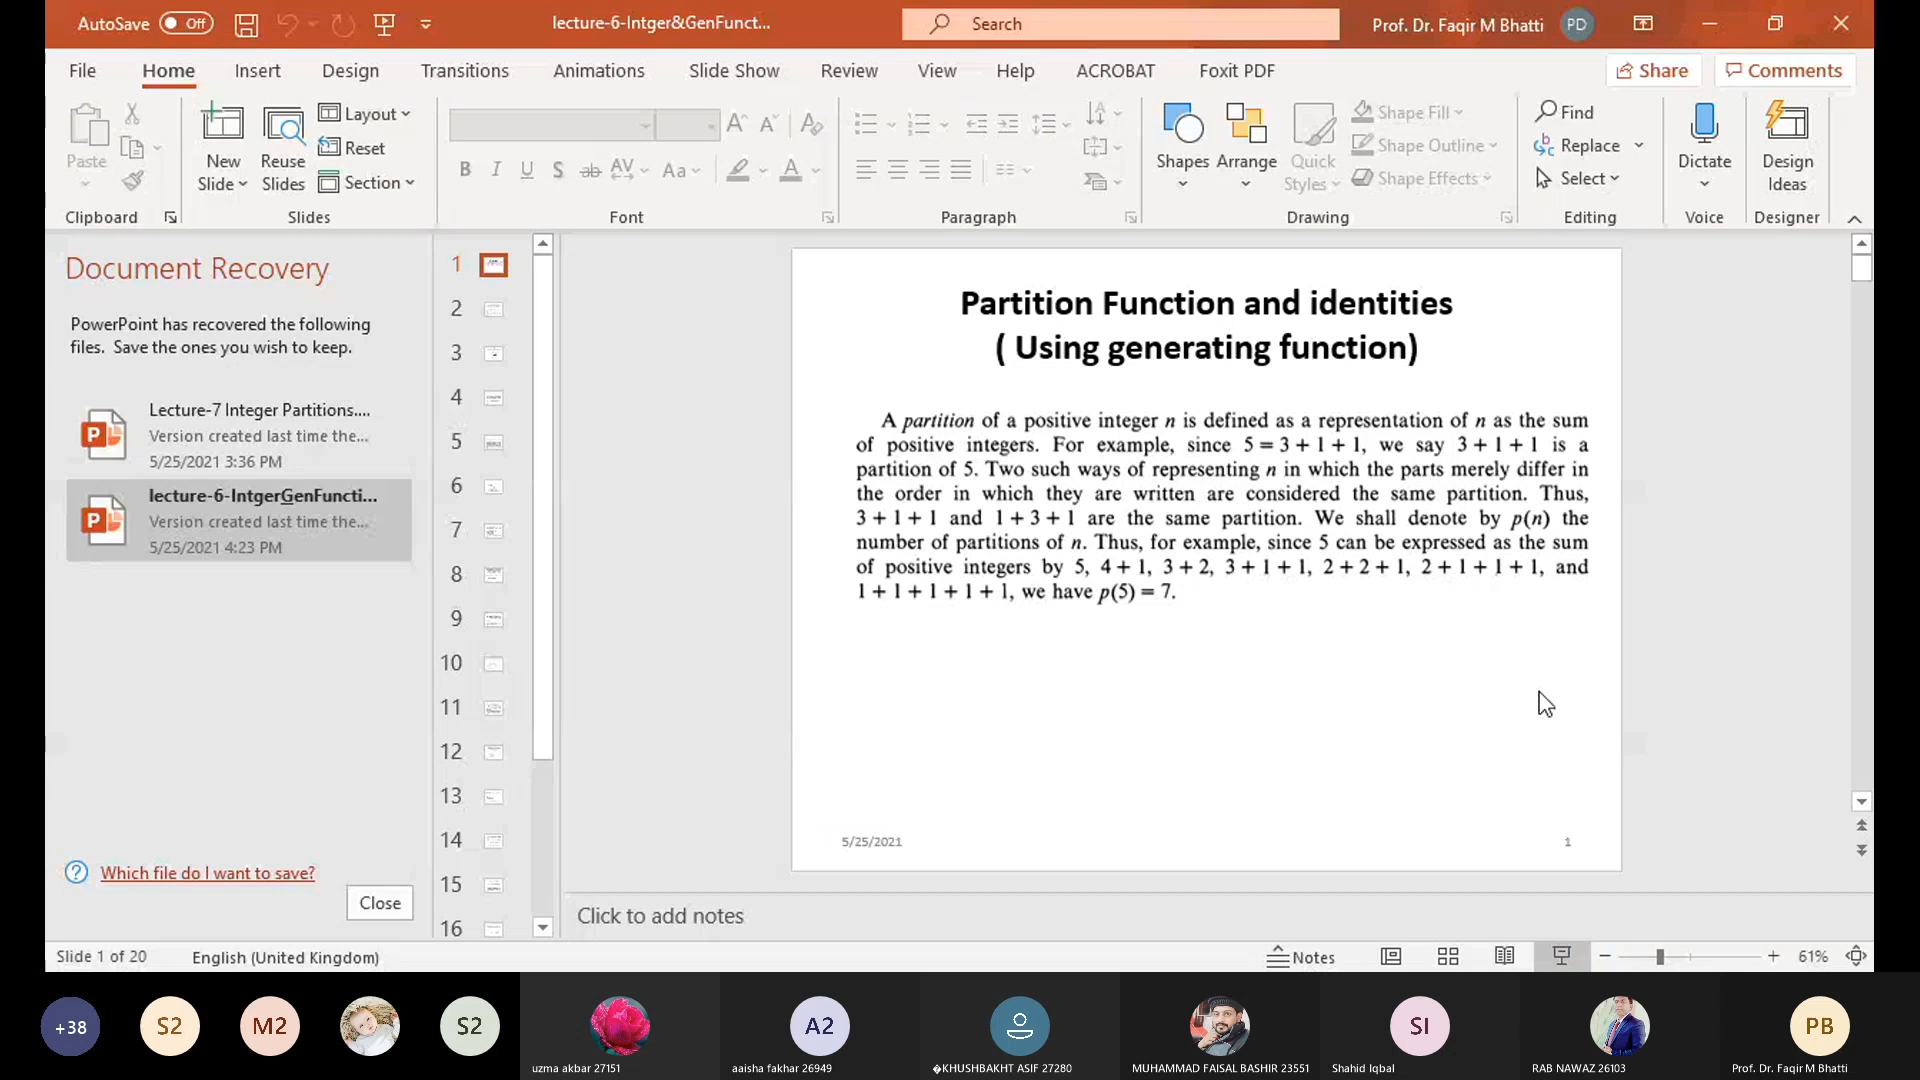 AutoSave Off
lecture-6-Intger&GenFunct...
Search
Prof. Dr. Faqir M Bhatti PD
File Home Insert Design Transitions Animations Slide Show Review View Help ACROBAT Foxit PDF Share Comments
Paste
Clipboard
New Slide
Reuse Slides
Layout
Reset
Section
Slides
B I U S ab AV Aa A
Font
Paragraph
Shapes
Arrange
Quick Styles
Shape Fill
Shape Outline
Shape Effects
Drawing
Find
Replace
Select
Editing
Dictate
Voice
Design Ideas
Designer
Document Recovery
PowerPoint has recovered the following
files. Save the ones you wish to keep.
Lecture-7 Integer Partitions....
Version created last time the...
5/25/2021 3:36 PM
lecture-6-IntgerGenFuncti...
Version created last time the...
5/25/2021 4:23 PM
Which file do I want to save?
Close
1
2
3
4
5
6
7
8
9
10
11
12
13
14
15
16
Partition Function and identities
( Using generating function)
A partition of a positive integer n is defined as a representation of n as the sum
of positive integers. For example, since 5 = 3 + 1 + 1, we say 3 + 1 + 1 is a
partition of 5. Two such ways of representing n in which the parts merely differ in
the order in which they are written are considered the same partition. Thus,
3 + 1 + 1 and 1 + 3 + 1 are the same partition. We shall denote by p(n) the
number of partitions of n. Thus, for example, since 5 can be expressed as the sum
of positive integers by 5, 4 + 1, 3 + 2, 3 + 1 + 1, 2 + 2 + 1, 2 + 1 + 1 + 1, and
1 + 1 + 1 + 1 + 1, we have p(5) = 7.
5/25/2021
1
Click to add notes
Slide 1 of 20
English (United Kingdom)
Notes
61%
+38
S2
M2
S2
A2
SI
PB
uzma akbar 27151
aaisha fakhar 26949
�KHUSHBAKHT ASIF 27280
MUHAMMAD FAISAL BASHIR 23551
Shahid Iqbal
RAB NAWAZ 26103
Prof. Dr. Faqir M Bhatti